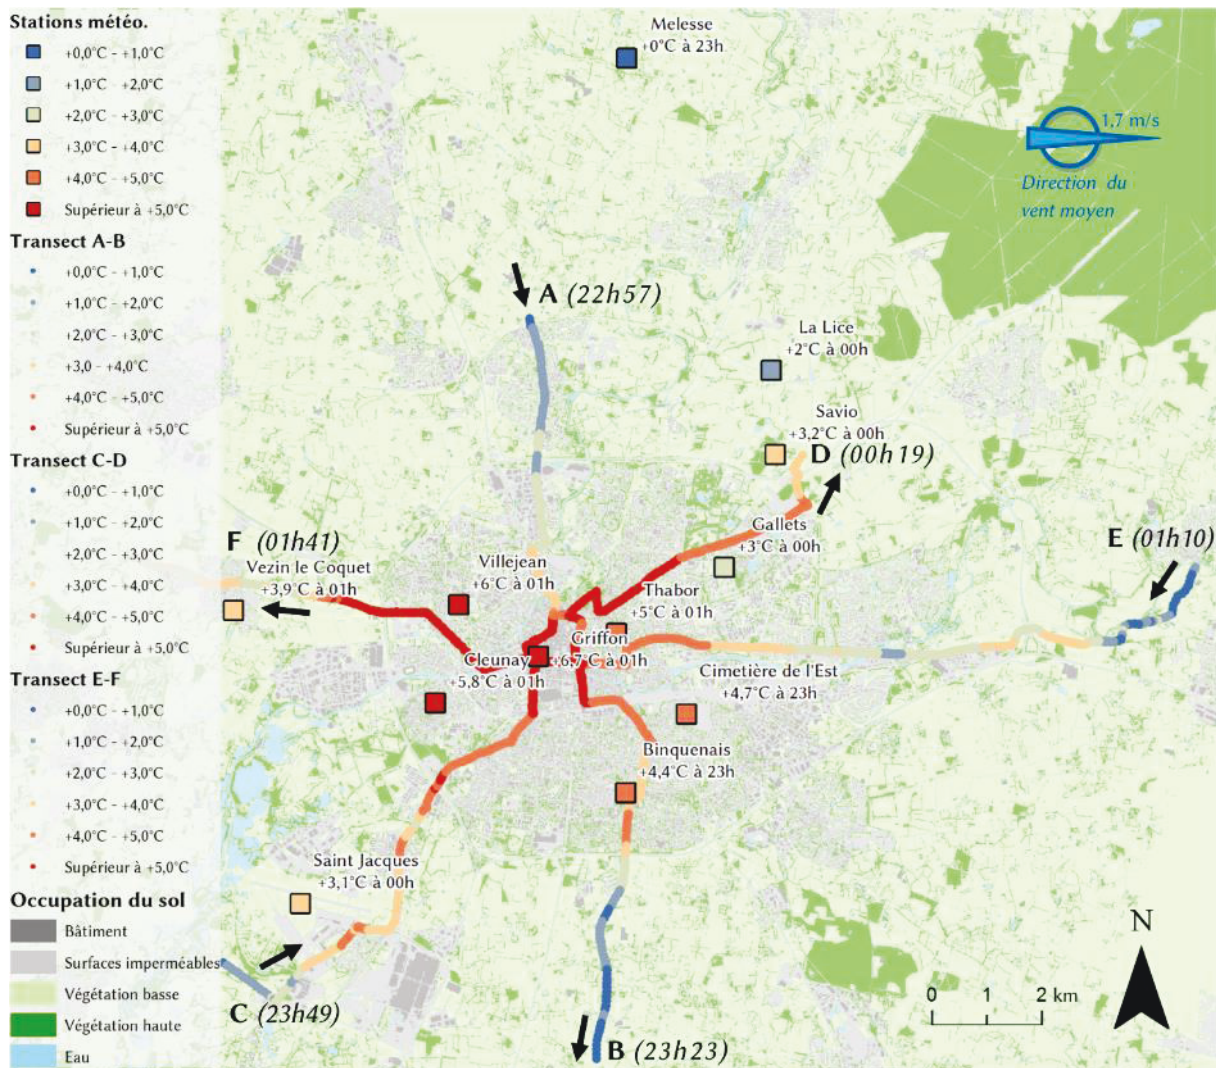 Stations météo.
+0,0°C - +1,0°C
+1,0°C - +2,0°C
+2,0°C - +3,0°C
+3,0°C - +4,0°C
+4,0°C - +5,0°C
Supérieur à +5,0°C
Transect A-B
+0,0°C - +1,0°C
+1,0°C - +2,0°C
+2,0°C - +3,0°C
+3,0 - +4,0°C
+4,0°C - +5,0°C
Supérieur à +5,0°C
Transect C-D
+0,0°C - +1,0°C
+1,0°C - +2,0°C
+2,0°C - +3,0°C
+3,0°C - +4,0°C
+4,0°C - +5,0°C
Supérieur à +5,0°C
Transect E-F
+0,0°C - +1,0°C
+1,0°C - +2,0°C
+2,0°C - +3,0°C
+3,0°C - +4,0°C
+4,0°C - +5,0°C
Supérieur à +5,0°C
Occupation du sol
Bâtiment
Surfaces imperméables
Végétation basse
Végétation haute
Eau
Melesse
+0°C à 23h
1,7 m/s
Direction du
vent moyen
A (22h57)
La Lice
+2°C à 00h
Savio
+3,2°C à 00h
D (00h19)
Gallets
+3°C à 00h
E (01h10)
F (01h41)
Vezin le Coquet
+3,9°C à 01h
Villejean
+6°C à 01h
Thabor
+5°C à 01h
Griffon
+6,7°C à 01h
Cleunay
+5,8°C à 01h
Cimetière de l'Est
+4,7°C à 23h
Binquenais
+4,4°C à 23h
Saint Jacques
+3,1°C à 00h
C (23h49)
B (23h23)
N
0 1 2 km